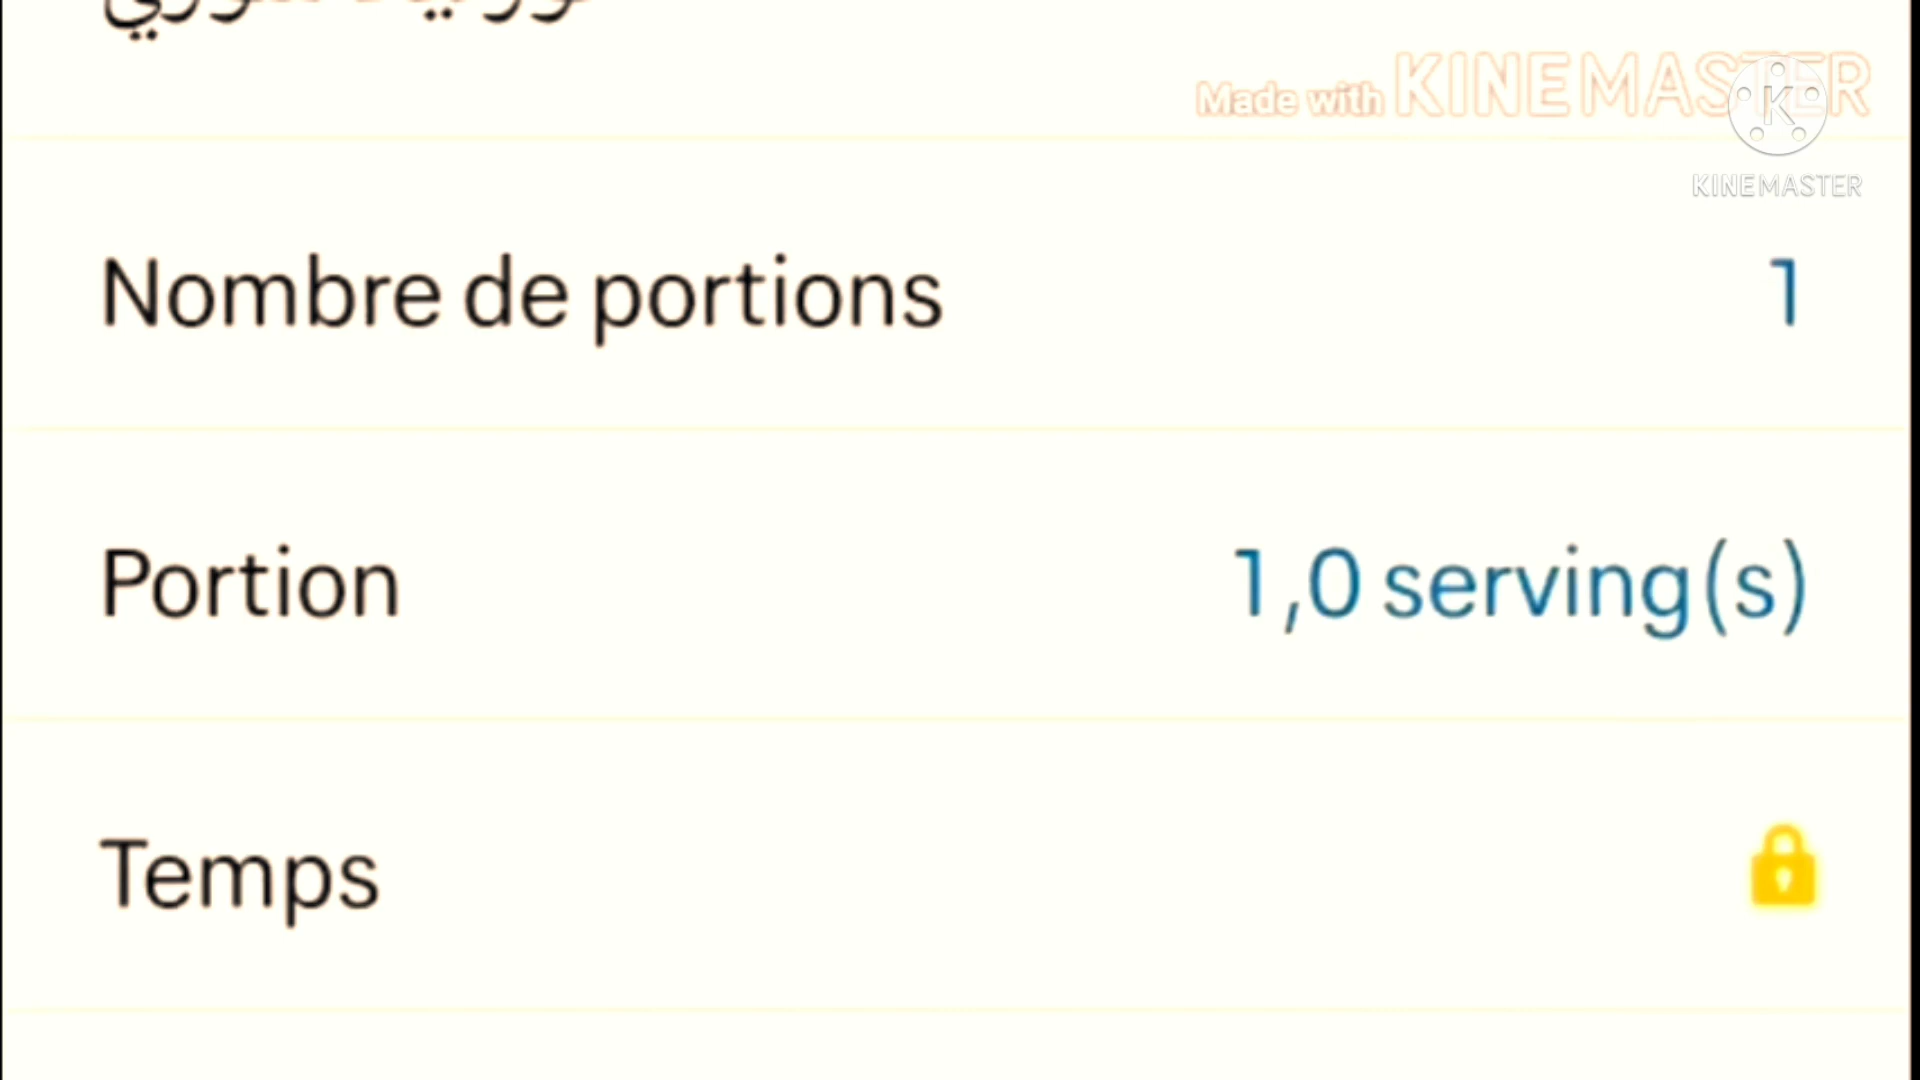 Made with KINEMASTER
KINEMASTER
Nombre de portions 1
Portion 1,0 serving(s)
Temps